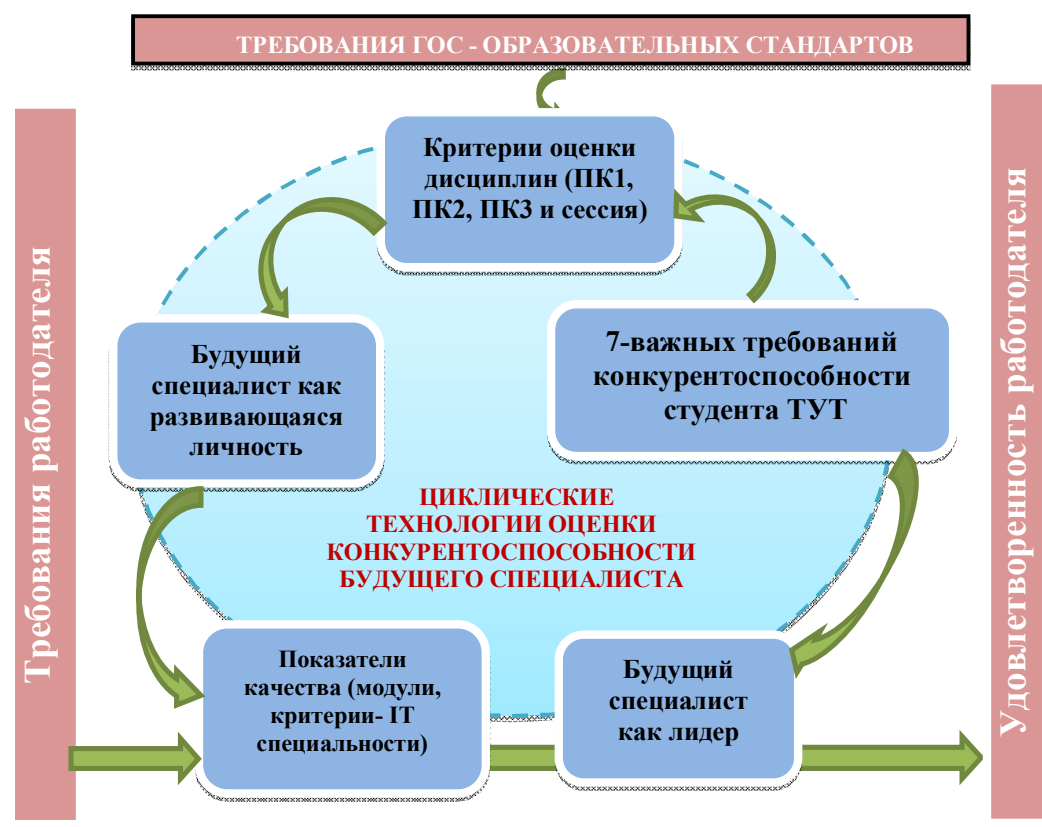 ТРЕБОВАНИЯ ГОС - ОБРАЗОВАТЕЛЬНЫХ СТАНДАРТОВ
Требования работодателя
Критерии оценки
дисциплин (ПК1,
ПК2, ПК3 и сессия)
Будущий
специалист как
развивающаяся
личность
7-важных требований
конкурентоспособности
студента ТУТ
ЦИКЛИЧЕСКИЕ
ТЕХНОЛОГИИ ОЦЕНКИ
КОНКУРЕНТОСПОСОБНОСТИ
БУДУЩЕГО СПЕЦИАЛИСТА
Показатели
качества (модули,
критерии- IT
специальности)
Будущий
специалист
как лидер
Удовлетворенность работодателя